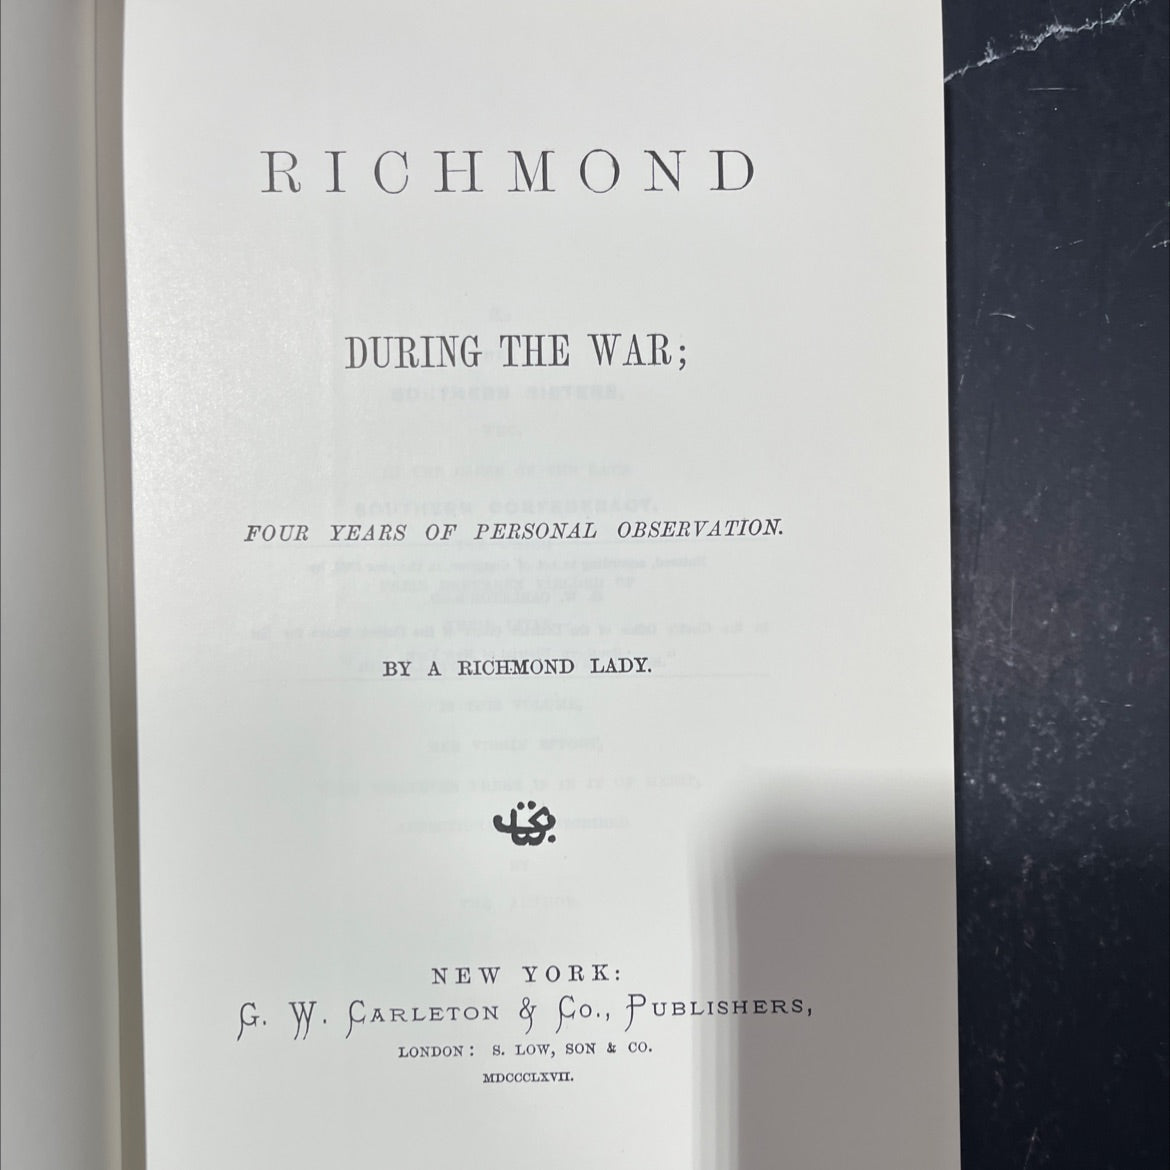 RICHMOND
DURING THE WAR;
FOUR YEARS OF PERSONAL OBSERVATION.
BY A RICHMOND LADY.
NEW YORK:
G. W. CARLETON & CO., PUBLISHERS,
LONDON: S. LOW, SON & CO.
MDCCCLXVII.